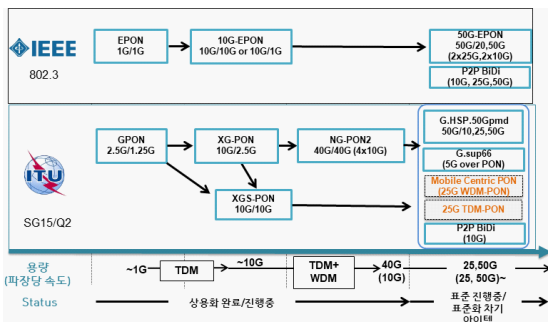 IEEE
802.3
EPON
1G/1G
10G-EPON
10G/10G or 10G/1G
50G-EPON
50G/20,50G
(2x25G,2x10G)
P2P BiDi
(10G, 25G,50G)
ITU
SG15/Q2
GPON
2.5G/1.25G
XG-PON
10G/2.5G
NG-PON2
40G/40G (4x10G)
XGS-PON
10G/10G
G.HSP.50Gpmd
50G/10,25,50G
G.sup66
(5G over PON)
Mobile Centric PON
(25G WDM-PON)
25G TDM-PON
P2P BiDi
(10G)
용량
(파장당 속도)
~1G
TDM
~10G
TDM+
WDM
40G
(10G)
25,50G
(25, 50G)~
Status
상용화 완료/진행중
표준 진행중/
표준화 차기
아이템